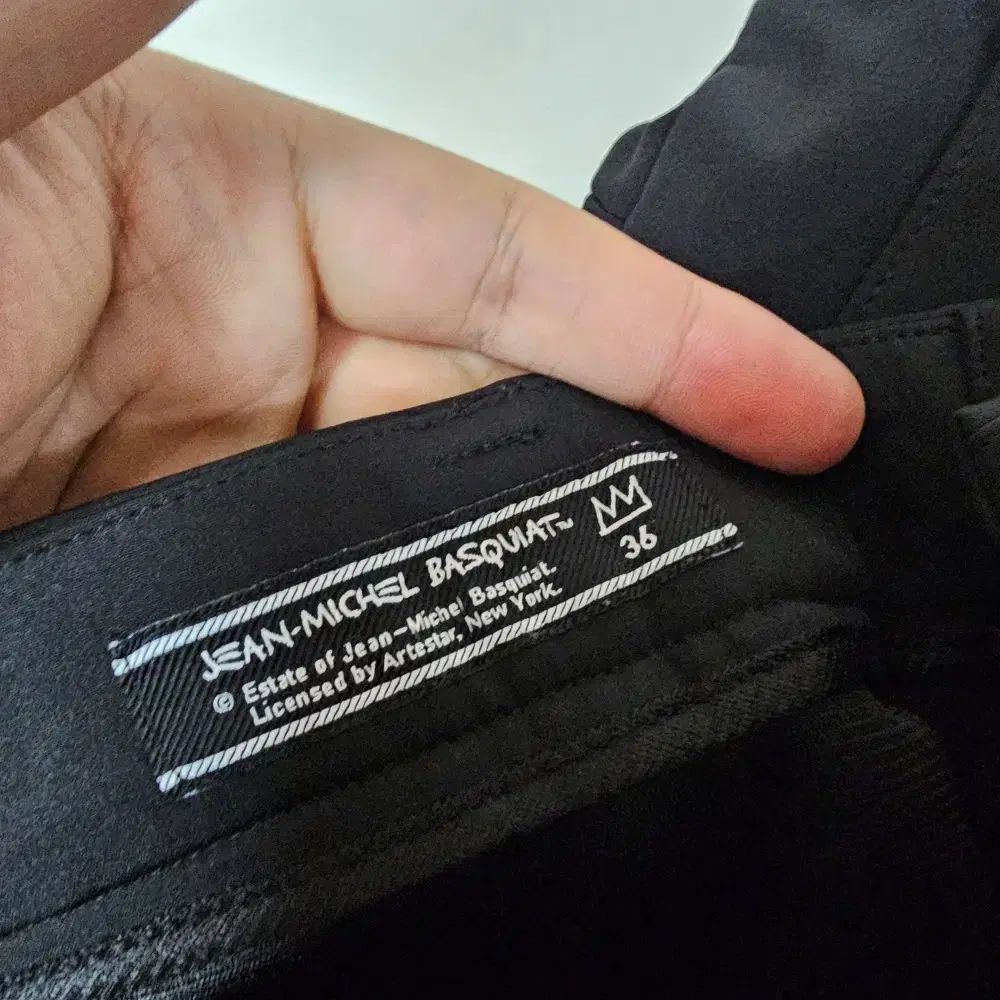 JEAN-MICHEL BASQUIAT™
36
© Estate of Jean-Michel Basquiat.
Licensed by Artestar, New York.